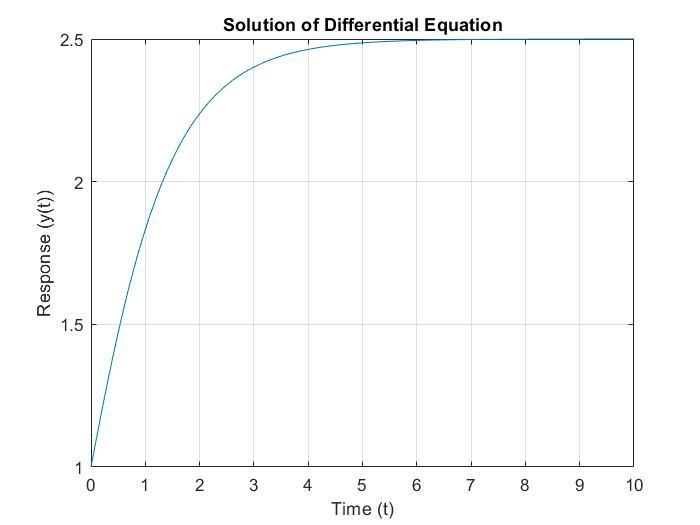 Solution of Differential Equation
2.5
2
1.5
1
Response (y(t))
0 1 2 3 4 5 6 7 8 9 10
Time (t)